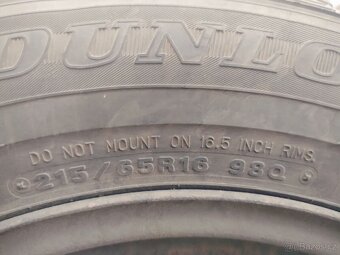 DUNLO
DO NOT MOUNT ON 16.5 INCH RIMS.
215/65R16 98Q